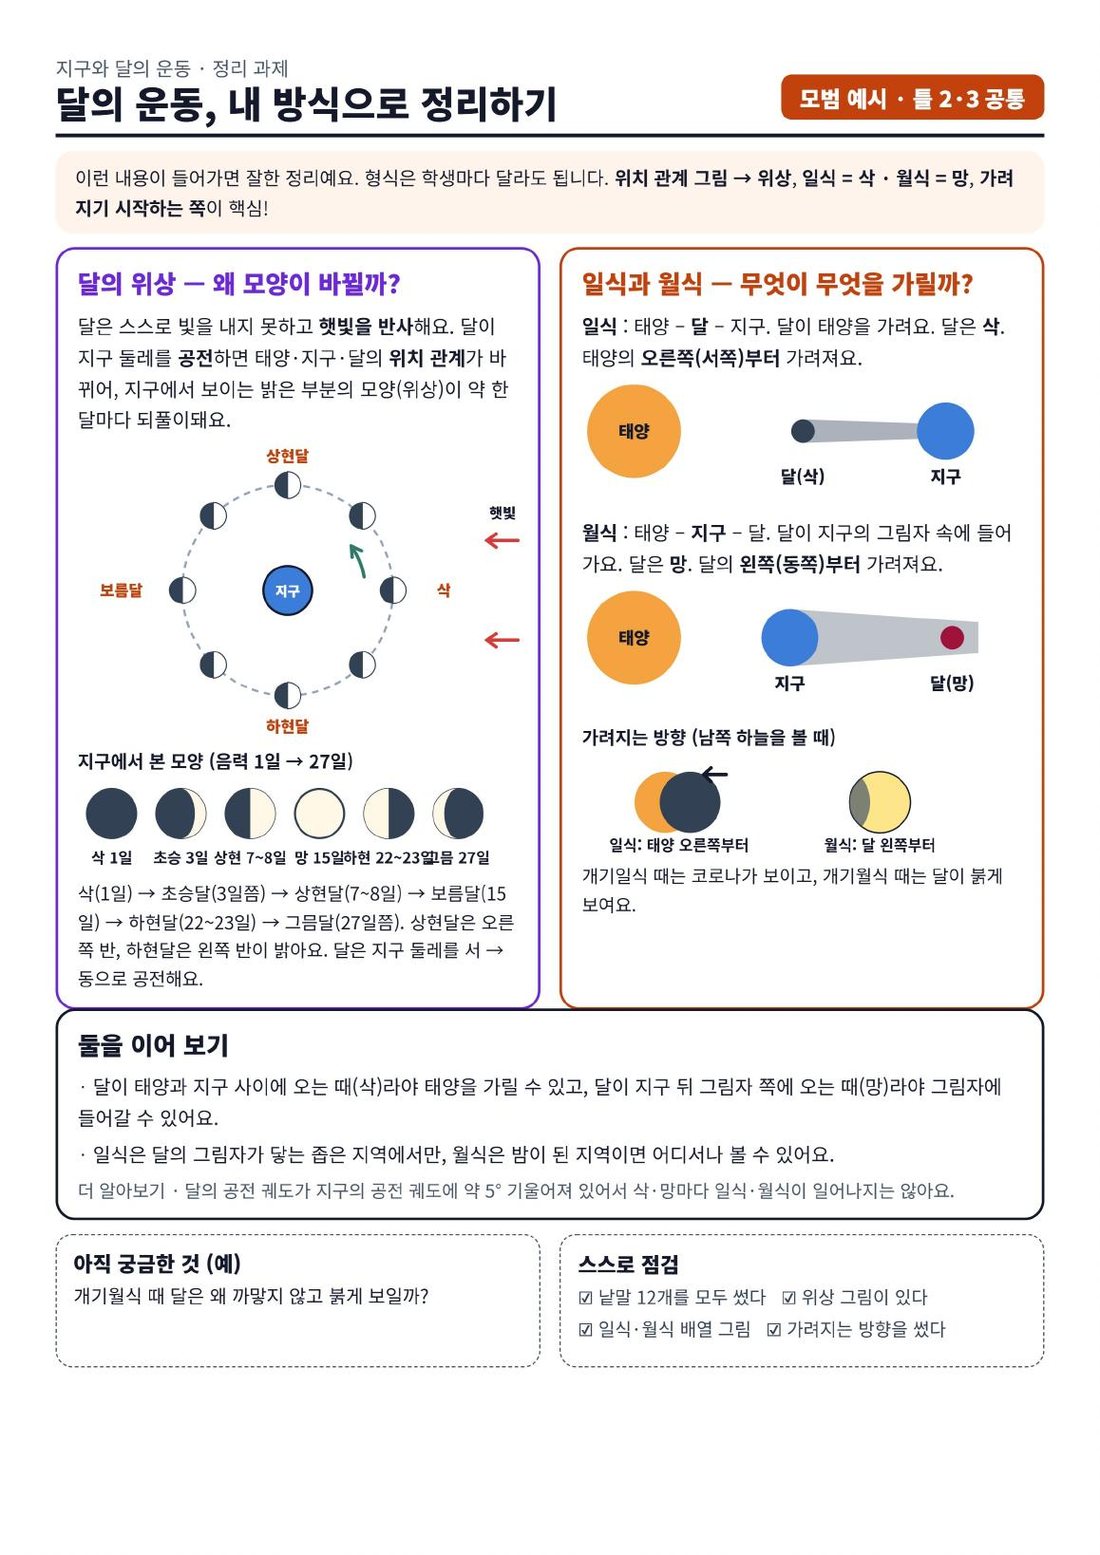 지구와 달의 운동 · 정리 과제
달의 운동, 내 방식으로 정리하기
모범 예시 · 틀 2·3 공통
이런 내용이 들어가면 잘한 정리예요. 형식은 학생마다 달라도 됩니다. 위치 관계 그림 → 위상, 일식 = 삭 · 월식 = 망, 가려
지기 시작하는 쪽이 핵심!
달의 위상 — 왜 모양이 바뀔까?
달은 스스로 빛을 내지 못하고 햇빛을 반사해요. 달이
지구 둘레를 공전하면 태양·지구·달의 위치 관계가 바
뀌어, 지구에서 보이는 밝은 부분의 모양(위상)이 약 한
달마다 되풀이돼요.
상현달
햇빛
보름달
지구
삭
하현달
지구에서 본 모양 (음력 1일 → 27일)
삭 1일
초승 3일
상현 7~8일
망 15일
하현 22~23일
그믐 27일
삭(1일) → 초승달(3일쯤) → 상현달(7~8일) → 보름달(15
일) → 하현달(22~23일) → 그믐달(27일쯤). 상현달은 오른
쪽 반, 하현달은 왼쪽 반이 밝아요. 달은 지구 둘레를 서 →
동으로 공전해요.
일식과 월식 — 무엇이 무엇을 가릴까?
일식 : 태양 – 달 – 지구. 달이 태양을 가려요. 달은 삭.
태양의 오른쪽(서쪽)부터 가려져요.
태양
달(삭)
지구
월식 : 태양 – 지구 – 달. 달이 지구의 그림자 속에 들어
가요. 달은 망. 달의 왼쪽(동쪽)부터 가려져요.
태양
지구
달(망)
가려지는 방향 (남쪽 하늘을 볼 때)
일식: 태양 오른쪽부터
월식: 달 왼쪽부터
개기일식 때는 코로나가 보이고, 개기월식 때는 달이 붉게
보여요.
둘을 이어 보기
· 달이 태양과 지구 사이에 오는 때(삭)라야 태양을 가릴 수 있고, 달이 지구 뒤 그림자 쪽에 오는 때(망)라야 그림자에
들어갈 수 있어요.
· 일식은 달의 그림자가 닿는 좁은 지역에서만, 월식은 밤이 된 지역이면 어디서나 볼 수 있어요.
더 알아보기 · 달의 공전 궤도가 지구의 공전 궤도에 약 5° 기울어져 있어서 삭·망마다 일식·월식이 일어나지는 않아요.
아직 궁금한 것 (예)
개기월식 때 달은 왜 까맣지 않고 붉게 보일까?
스스로 점검
☑ 낱말 12개를 모두 썼다 ☑ 위상 그림이 있다
☑ 일식·월식 배열 그림 ☑ 가려지는 방향을 썼다